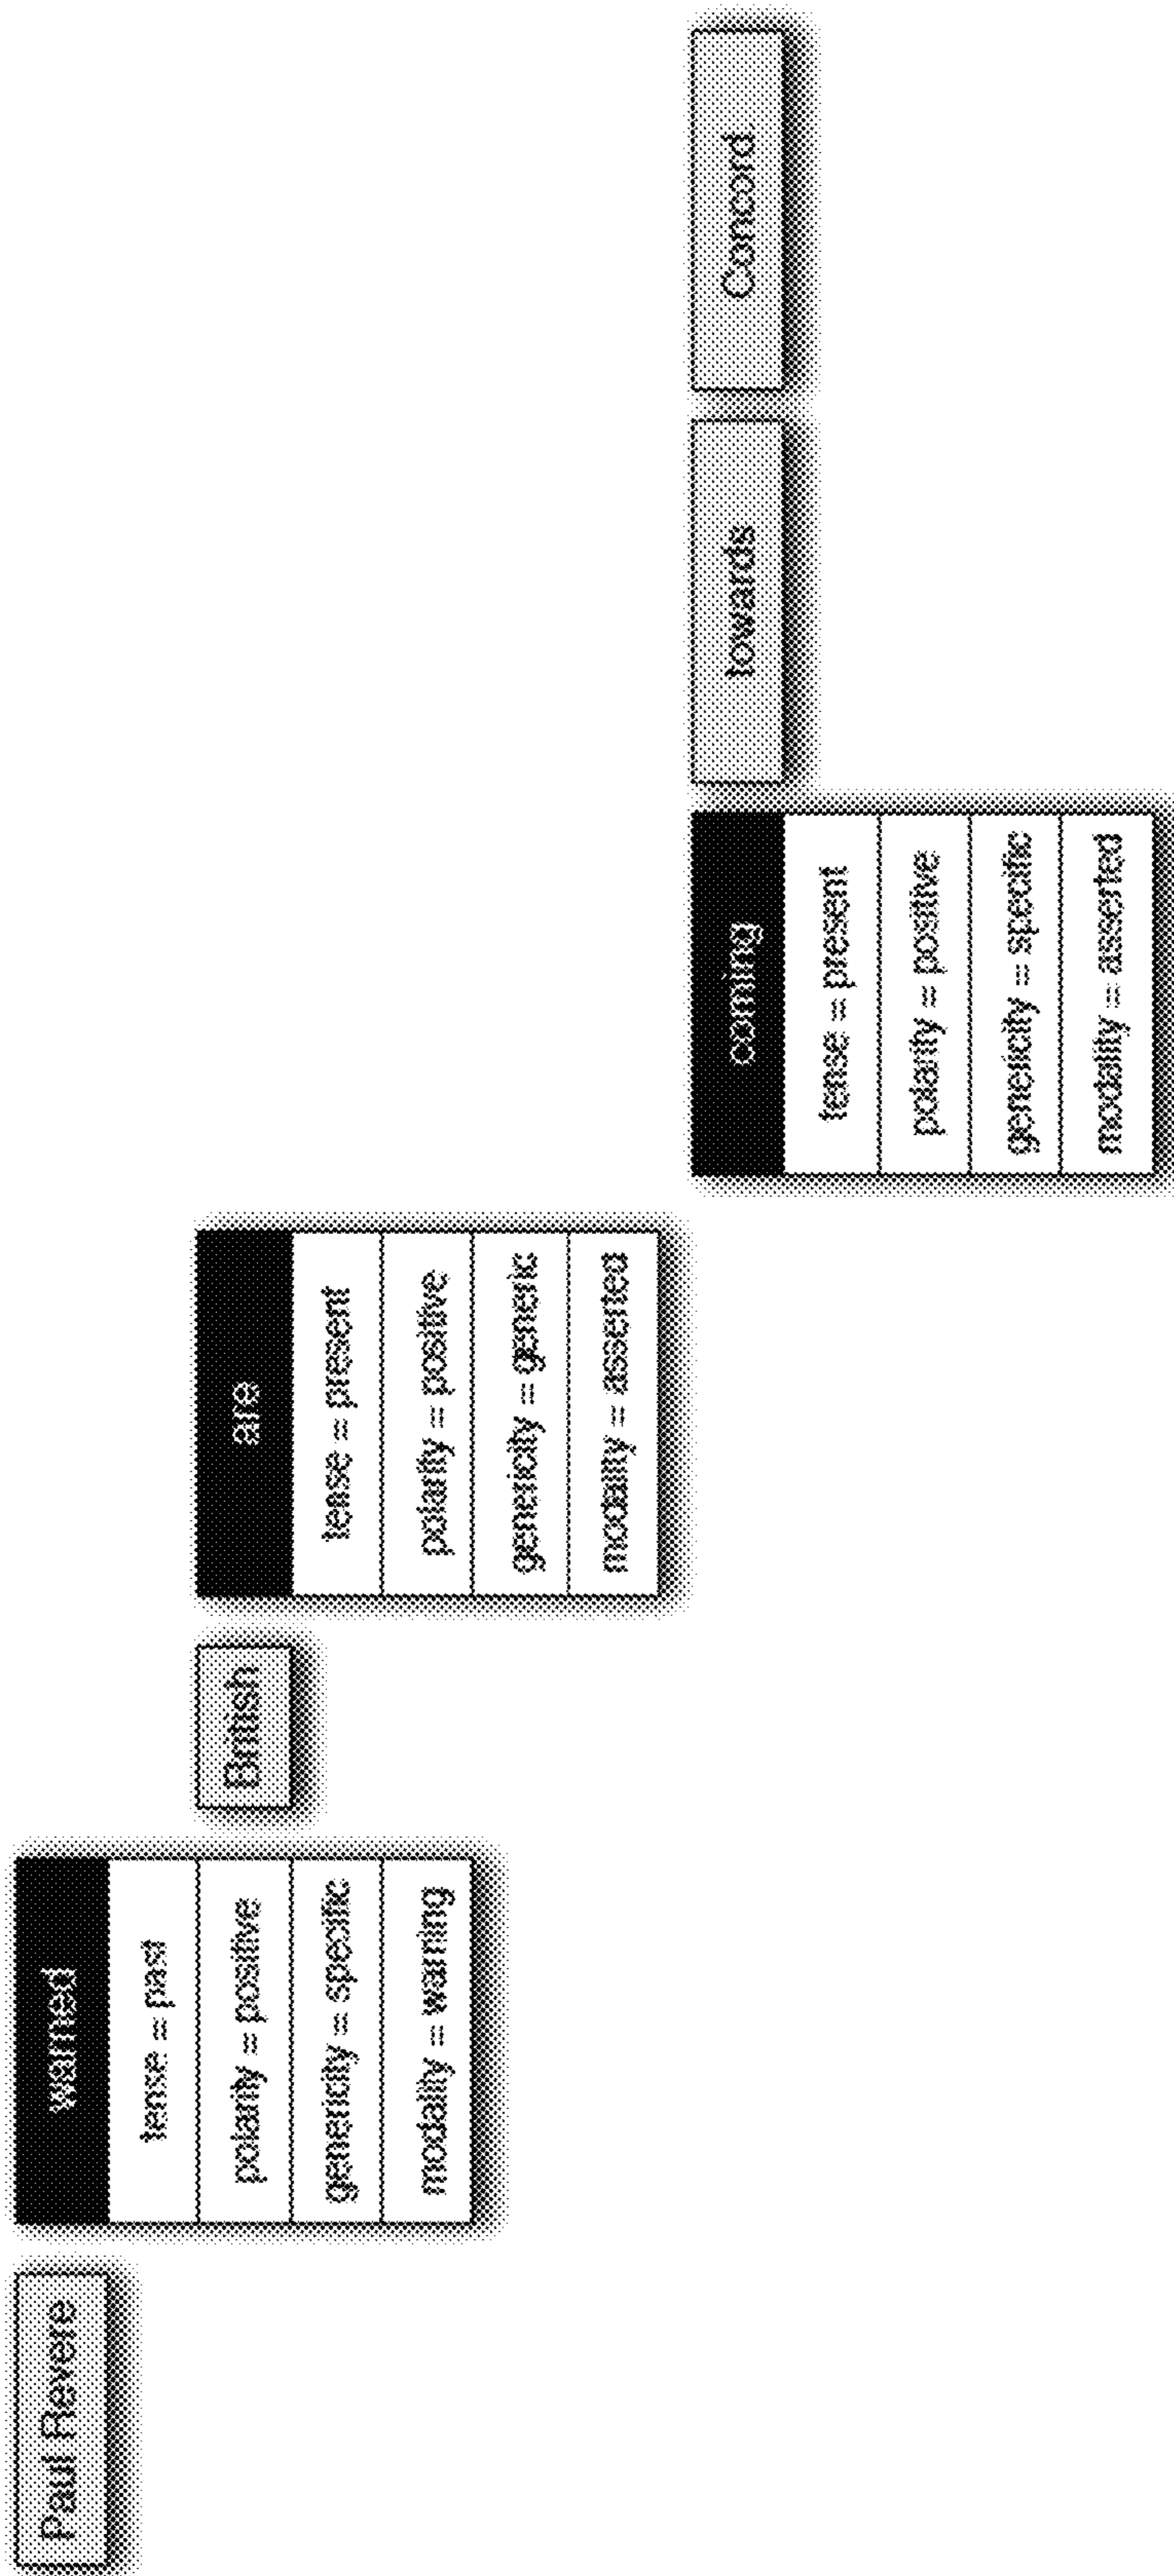 Paul Revere
warned
tense = past
polarity = positive
genericity = specific
modality = warning
British
are
tense = present
polarity = positive
genericity = generic
modality = asserted
coming
tense = present
polarity = positive
genericity = specific
modality = asserted
towards
Concord